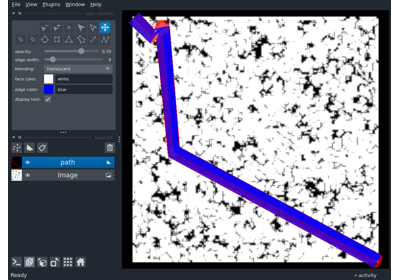 File View Plugins Window Help
opacity: 0.70
edge width: 4
blending: translucent
face color: white
edge color: blue
display text: ✓
path
Image
Ready
activity